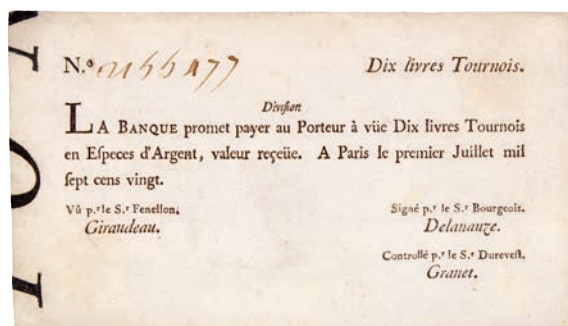 N.º 2155477 Dix livres Tournois.
Division
LA BANQUE promet payer au Porteur à vûe Dix livres Tournois
en Eſpeces d'Argent, valeur reçeüe. A Paris le premier Juillet mil
ſept cens vingt.
Vû p.r le S.r Fenellon. Signé p.r le S.r Bourgeois.
Giraudeau. Delanauze.
Controllé p.r le S.r Dureveſt.
Granet.